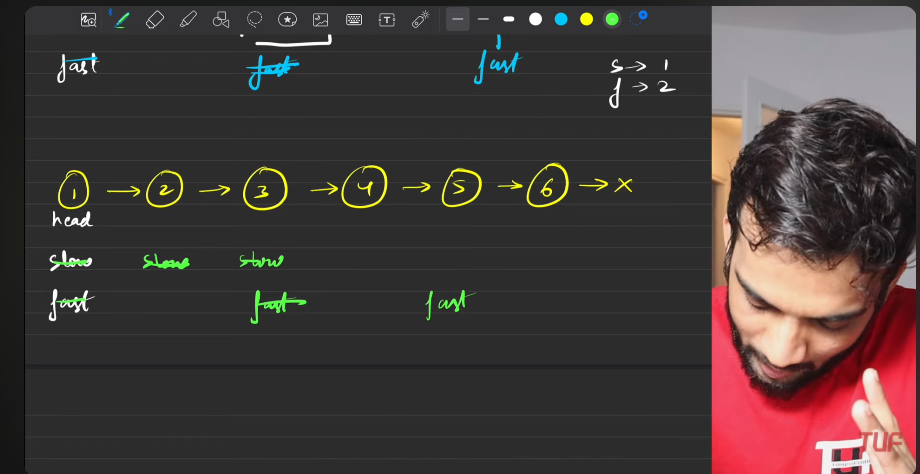 fast fast fast s → 1
f → 2
1 → 2 → 3 → 4 → 5 → 6 → x
head
slow slow slow
fast fast fast
TUF